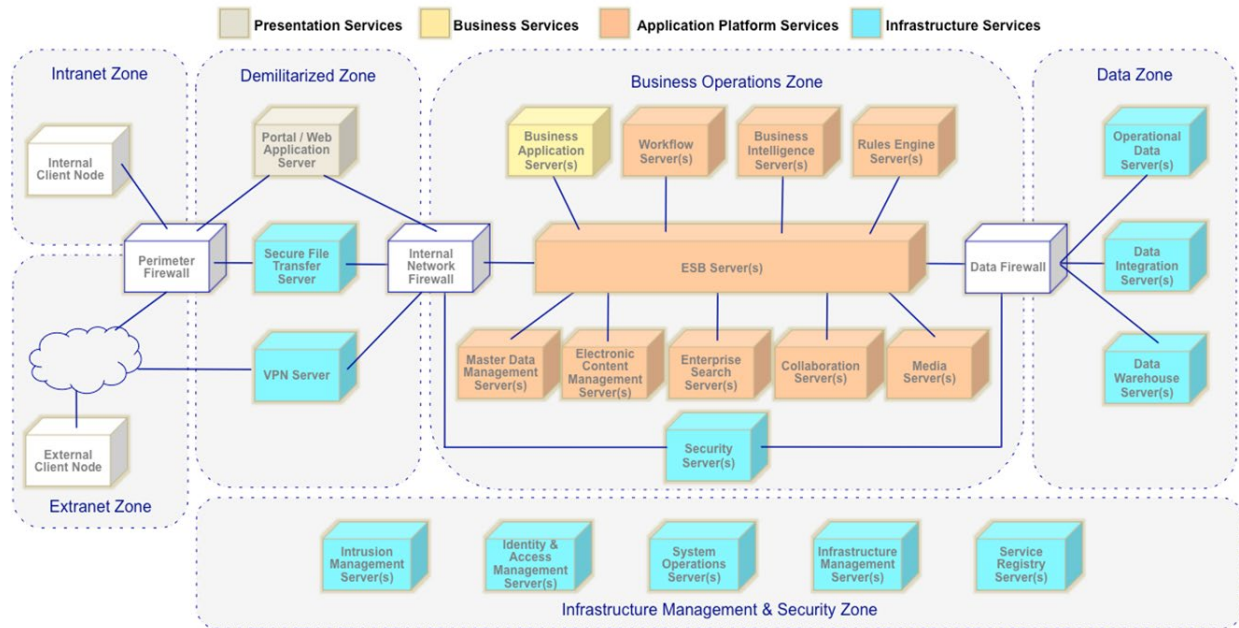 Presentation Services
Business Services
Application Platform Services
Infrastructure Services
Intranet Zone
Demilitarized Zone
Business Operations Zone
Data Zone
Internal
Client Node
Portal / Web
Application
Server
Business
Application
Server(s)
Workflow
Server(s)
Business
Intelligence
Server(s)
Rules Engine
Server(s)
Operational
Data
Server(s)
Perimeter
Firewall
Secure File
Transfer
Server
Internal
Network
Firewall
ESB Server(s)
Data Firewall
Data
Integration
Server(s)
VPN Server
Master Data
Management
Server(s)
Electronic
Content
Management
Server(s)
Enterprise
Search
Server(s)
Collaboration
Server(s)
Media
Server(s)
Data
Warehouse
Server(s)
External
Client Node
Security
Server(s)
Extranet Zone
Intrusion
Management
Server(s)
Identity &
Access
Management
Server(s)
System
Operations
Server(s)
Infrastructure
Management
Server(s)
Service
Registry
Server(s)
Infrastructure Management & Security Zone